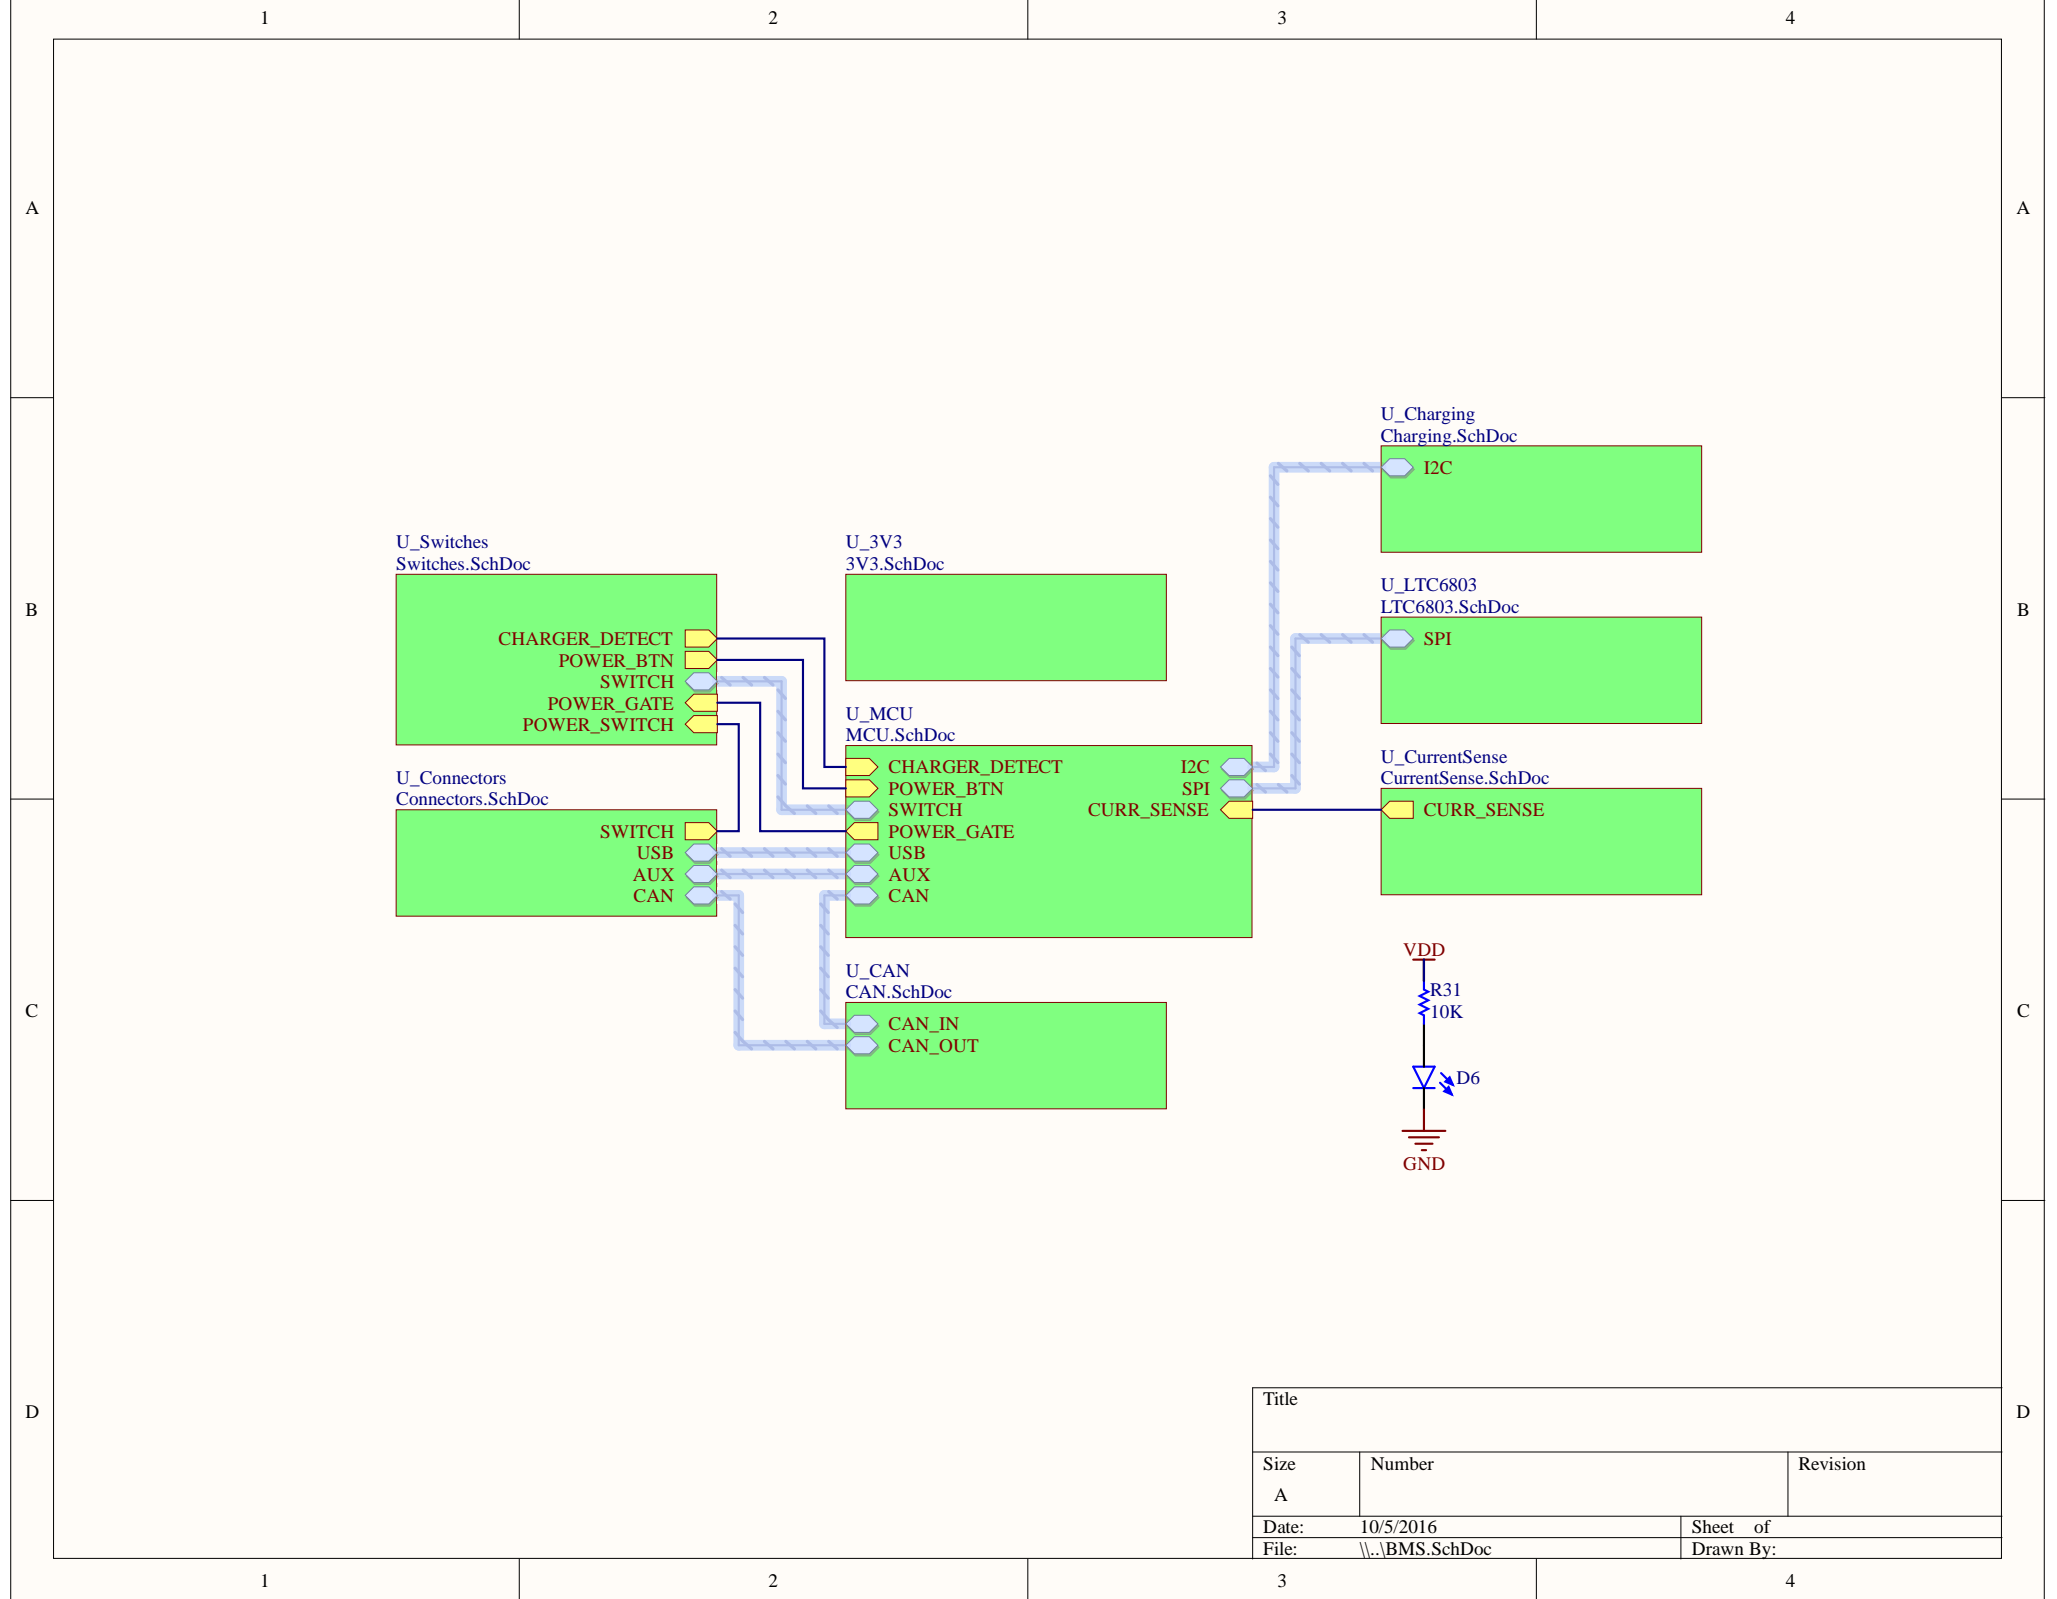 1 2 3 4
A A
U_Charging
Charging.SchDoc
I2C
U_Switches
Switches.SchDoc
CHARGER_DETECT
POWER_BTN
SWITCH
POWER_GATE
POWER_SWITCH
U_3V3
3V3.SchDoc
U_LTC6803
LTC6803.SchDoc
SPI
B B
U_Connectors
Connectors.SchDoc
SWITCH
USB
AUX
CAN
U_MCU
MCU.SchDoc
CHARGER_DETECT I2C
POWER_BTN SPI
SWITCH CURR_SENSE
POWER_GATE
USB
AUX
CAN
U_CurrentSense
CurrentSense.SchDoc
CURR_SENSE
U_CAN
CAN.SchDoc
CAN_IN
CAN_OUT
VDD
R31
10K
D6
GND
C C
D D
Title
Size Number Revision
A
Date: 10/5/2016 Sheet of
File: \\..\BMS.SchDoc Drawn By:
1 2 3 4